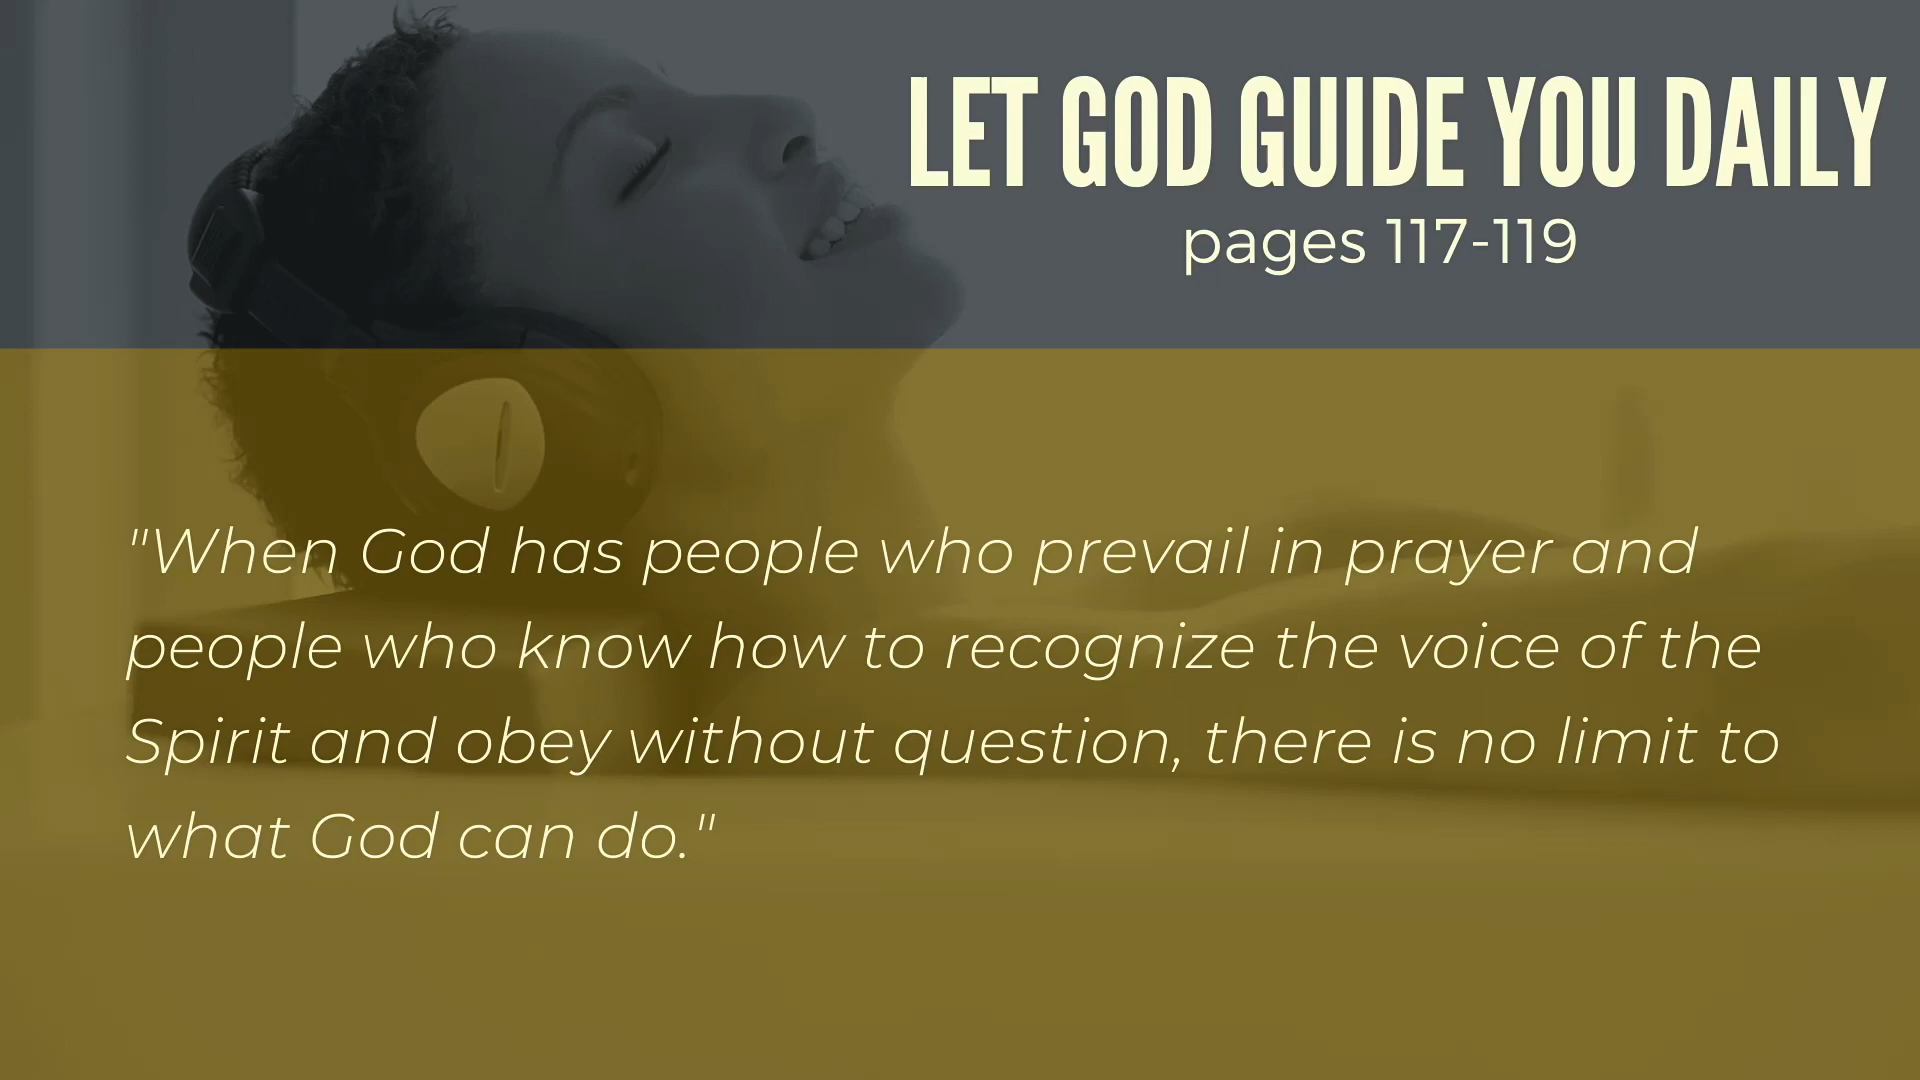 LET GOD GUIDE YOU DAILY
pages 117-119
"When God has people who prevail in prayer and
people who know how to recognize the voice of the
Spirit and obey without question, there is no limit to
what God can do."